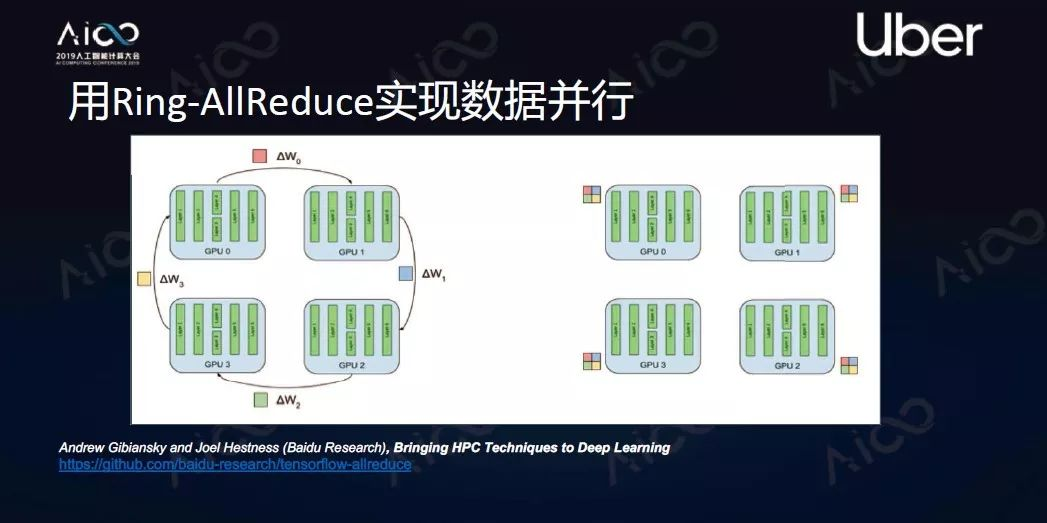 AICC
2019人工智能计算大会
AI COMPUTING CONFERENCE 2019
Uber
用Ring-AllReduce实现数据并行
ΔW0
GPU 0
GPU 1
ΔW3
ΔW1
GPU 3
GPU 2
ΔW2
GPU 0
GPU 1
GPU 3
GPU 2
Andrew Gibiansky and Joel Hestness (Baidu Research), Bringing HPC Techniques to Deep Learning
https://github.com/baidu-research/tensorflow-allreduce